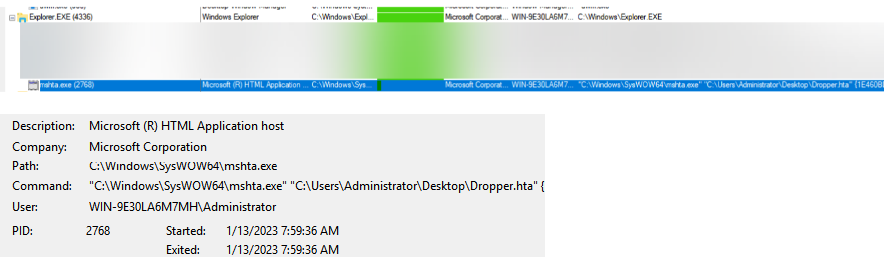 Explorer.EXE (4336) Windows Explorer C:\Windows\Expl... Microsoft Corporat... WIN-9E30LA6M7... C:\Windows\Explorer.EXE
mshta.exe (2768) Microsoft (R) HTML Application ... C:\Windows\Sys... Microsoft Corporat... WIN-9E30LA6M7... "C:\Windows\SysWOW64\mshta.exe" "C:\Users\Administrator\Desktop\Dropper.hta" {1E460B
Description: Microsoft (R) HTML Application host
Company: Microsoft Corporation
Path: C:\Windows\SysWOW64\mshta.exe
Command: "C:\Windows\SysWOW64\mshta.exe" "C:\Users\Administrator\Desktop\Dropper.hta" {
User: WIN-9E30LA6M7MH\Administrator
PID: 2768 Started: 1/13/2023 7:59:36 AM
Exited: 1/13/2023 7:59:36 AM